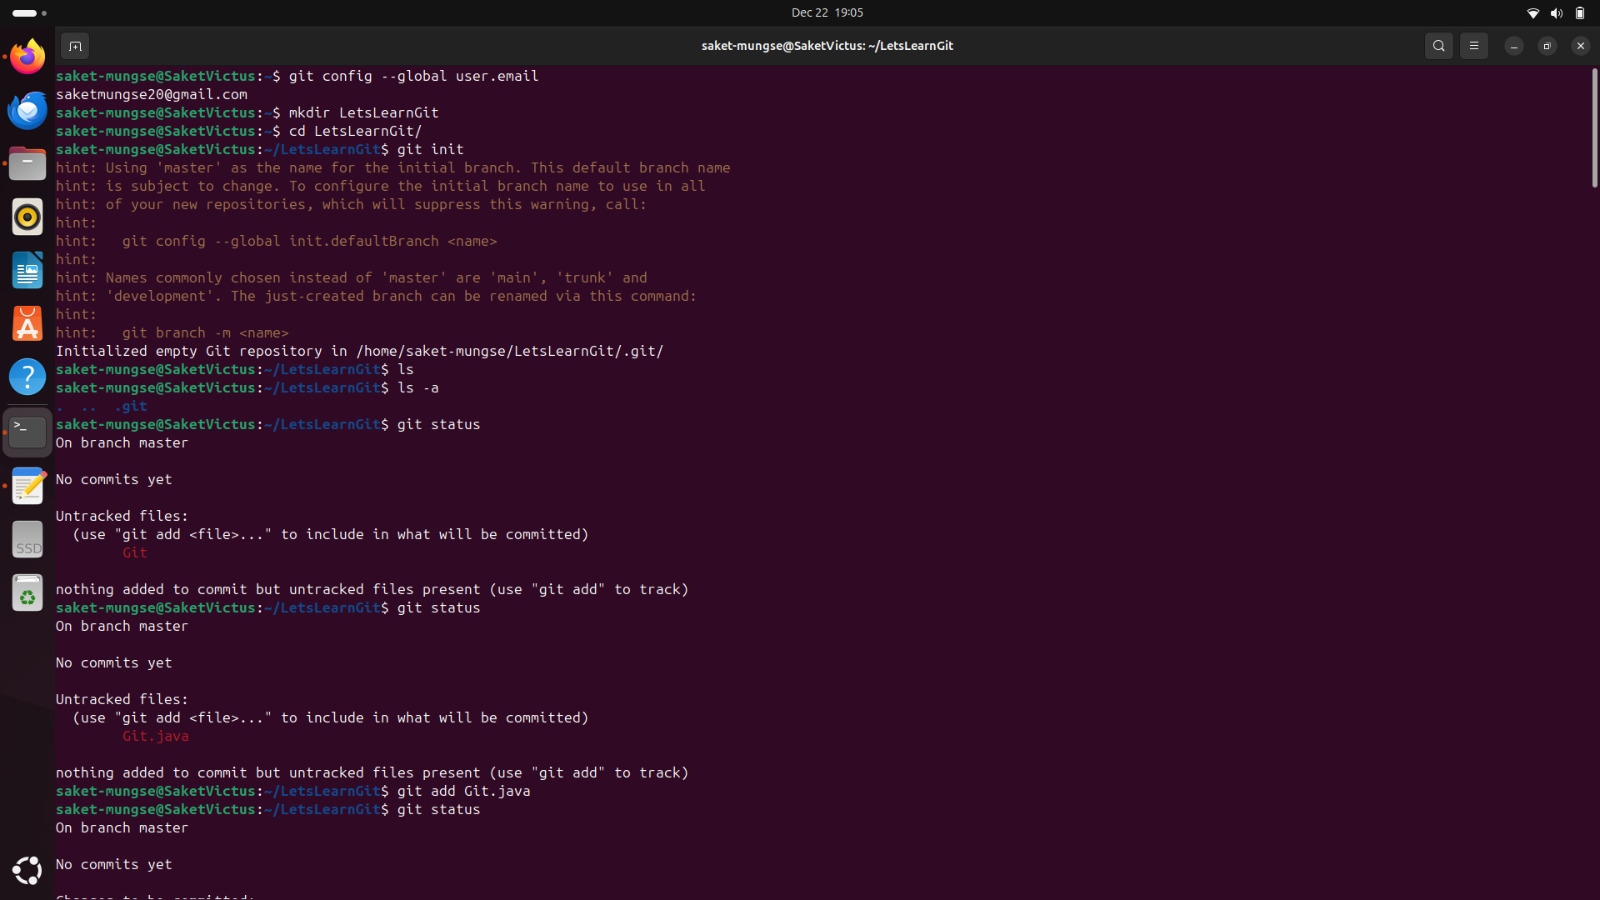 Dec 22 19:05
saket-mungse@SaketVictus: ~/LetsLearnGit
saket-mungse@SaketVictus:~$ git config --global user.email
saketmungse20@gmail.com
saket-mungse@SaketVictus:~$ mkdir LetsLearnGit
saket-mungse@SaketVictus:~$ cd LetsLearnGit/
saket-mungse@SaketVictus:~/LetsLearnGit$ git init
hint: Using 'master' as the name for the initial branch. This default branch name
hint: is subject to change. To configure the initial branch name to use in all
hint: of your new repositories, which will suppress this warning, call:
hint:
hint:   git config --global init.defaultBranch <name>
hint:
hint: Names commonly chosen instead of 'master' are 'main', 'trunk' and
hint: 'development'. The just-created branch can be renamed via this command:
hint:
hint:   git branch -m <name>
Initialized empty Git repository in /home/saket-mungse/LetsLearnGit/.git/
saket-mungse@SaketVictus:~/LetsLearnGit$ ls
saket-mungse@SaketVictus:~/LetsLearnGit$ ls -a
.  ..  .git
saket-mungse@SaketVictus:~/LetsLearnGit$ git status
On branch master
No commits yet
Untracked files:
  (use "git add <file>..." to include in what will be committed)
        Git
nothing added to commit but untracked files present (use "git add" to track)
saket-mungse@SaketVictus:~/LetsLearnGit$ git status
On branch master
No commits yet
Untracked files:
  (use "git add <file>..." to include in what will be committed)
        Git.java
nothing added to commit but untracked files present (use "git add" to track)
saket-mungse@SaketVictus:~/LetsLearnGit$ git add Git.java
saket-mungse@SaketVictus:~/LetsLearnGit$ git status
On branch master
No commits yet
Changes to be committed:
SSD